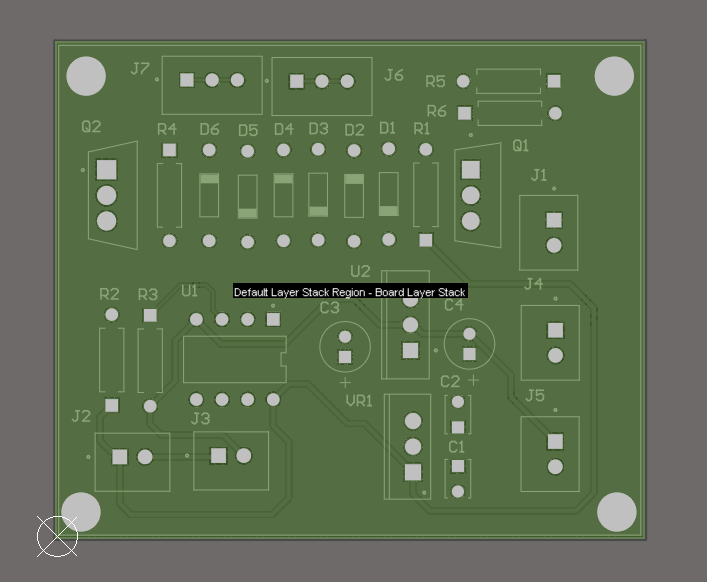 J7
J6
R5
R6
Q2
R4
D6
D5
D4
D3
D2
D1
R1
Q1
J1
U2
Default Layer Stack Region - Board Layer Stack
R2
R3
U1
C3
C4
J4
J2
J3
VR1
C2
J5
C1